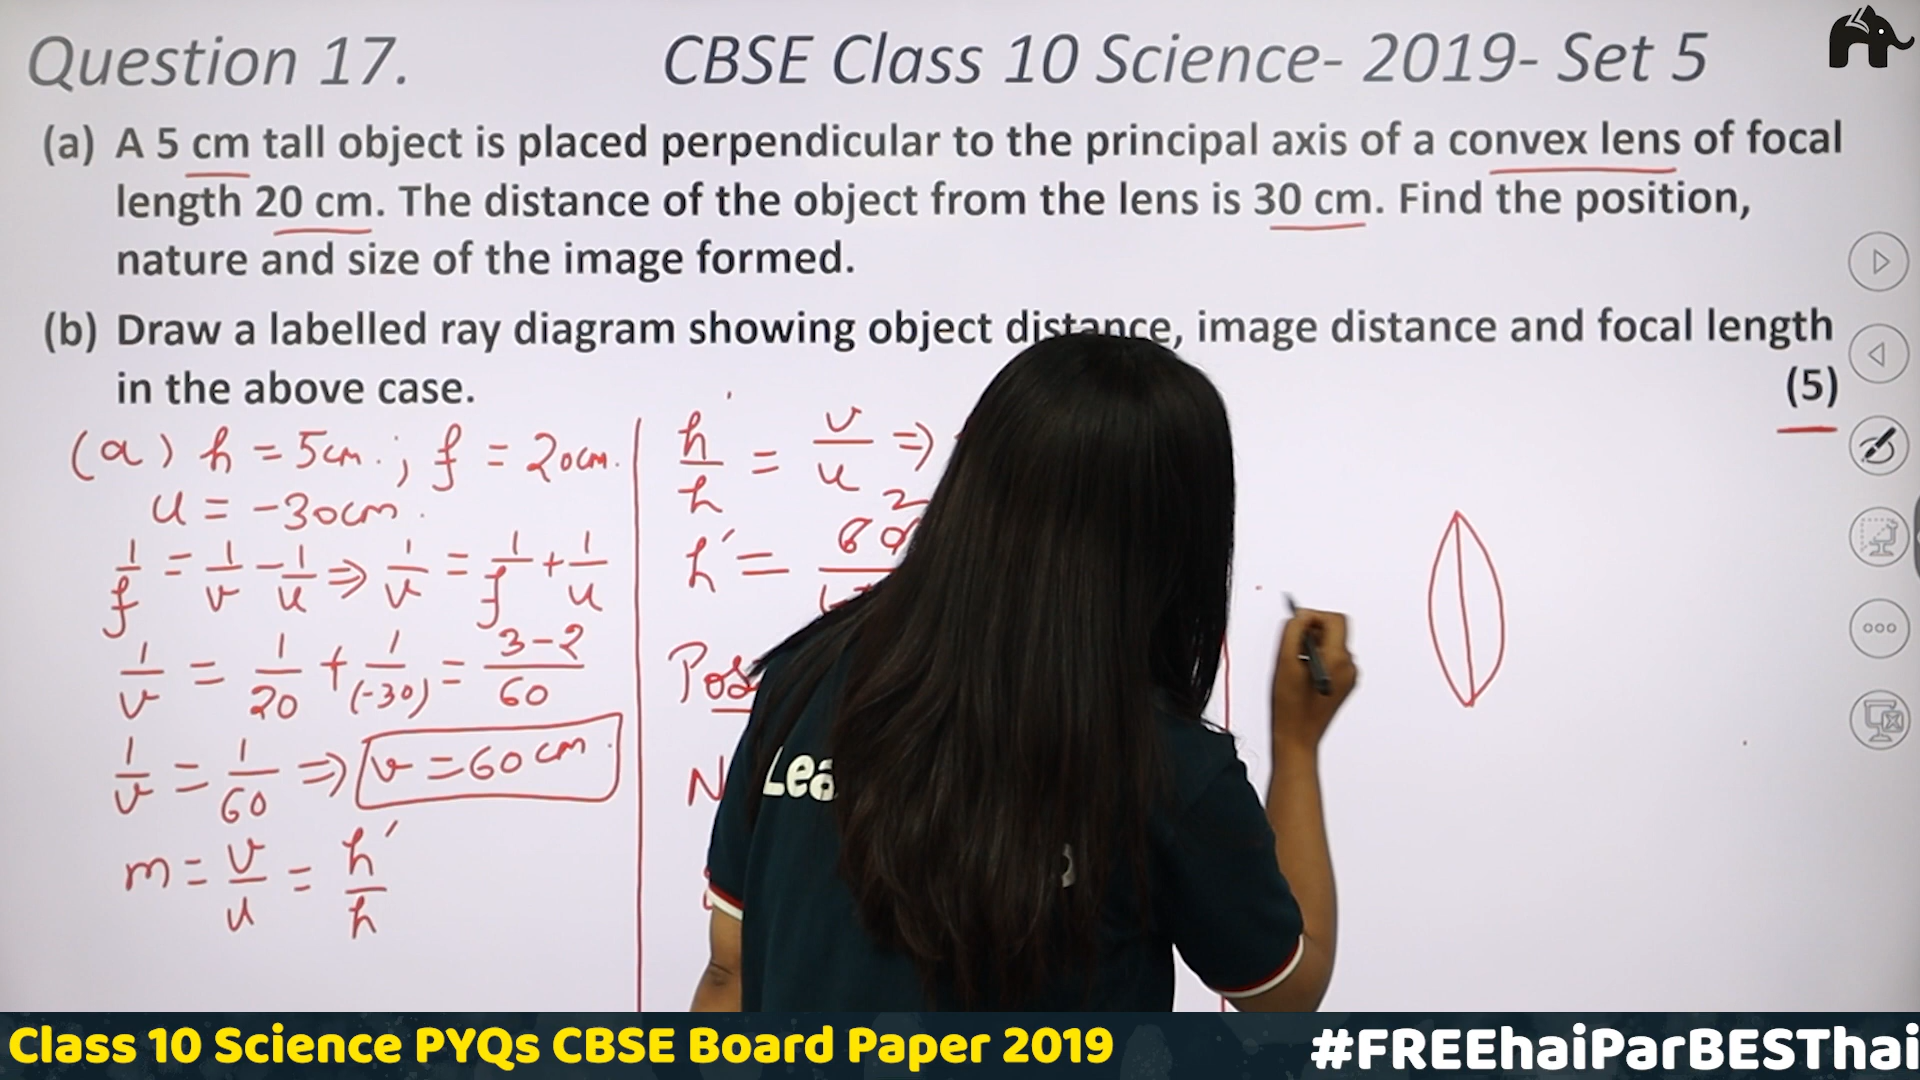 Question 17.
CBSE Class 10 Science- 2019- Set 5
(a) A 5 cm tall object is placed perpendicular to the principal axis of a convex lens of focal
length 20 cm. The distance of the object from the lens is 30 cm. Find the position,
nature and size of the image formed.
(b) Draw a labelled ray diagram showing object distance, image distance and focal length
in the above case.
(5)
(a) h = 5cm. ; f = 20cm.
u = -30cm.
1/f = 1/v - 1/u ⇒ 1/v = 1/f + 1/u
1/v = 1/20 + 1/(-30) = 3-2/60
1/v = 1/60 ⇒ v = 60cm.
m = v/u = h'/h
h'/h = v/u ⇒
h' =
Lea
Class 10 Science PYQs CBSE Board Paper 2019
#FREEhaiParBESThai